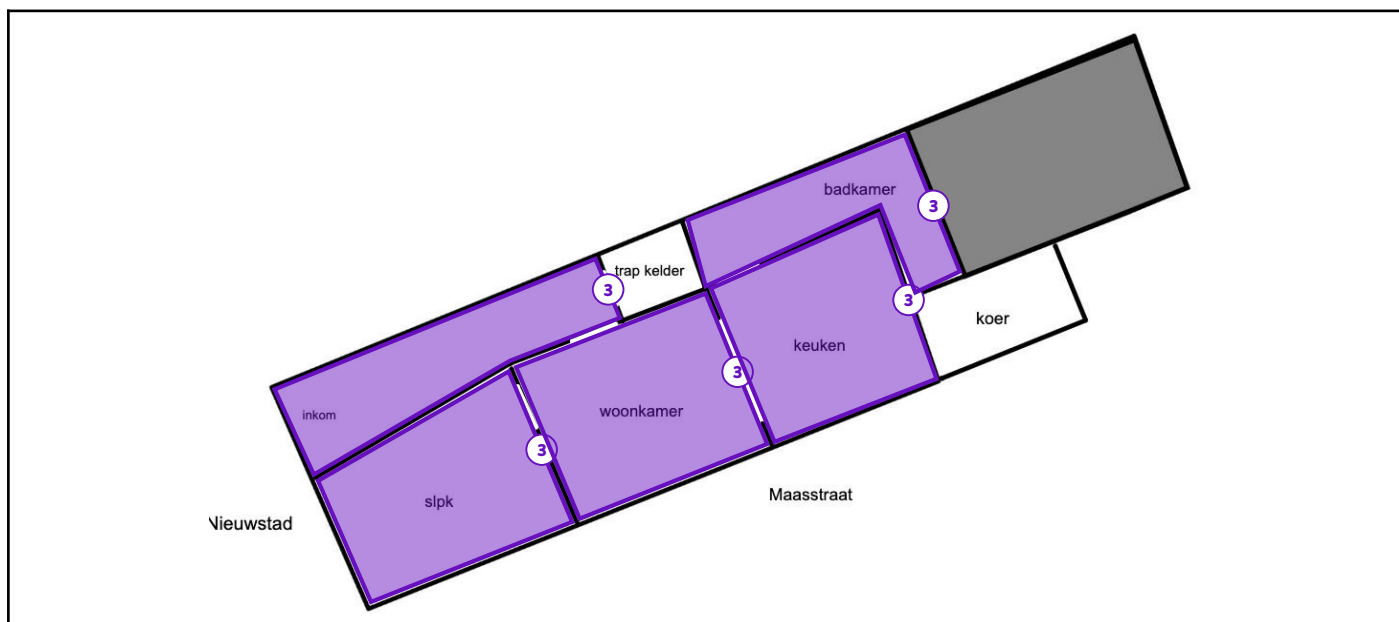 badkamer
3
trap kelder
3
3
koer
keuken
3
inkom
woonkamer
3
slpk
Maasstraat
Nieuwstad